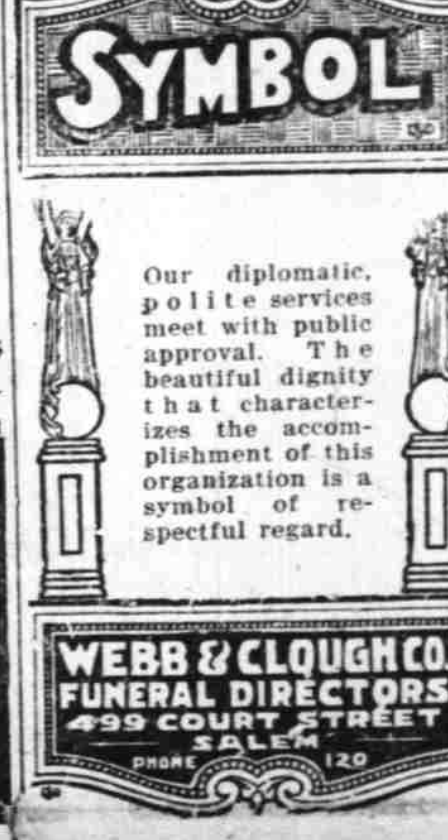 SYMBOL
Our diplomatic,
polite services
meet with public
approval. The
beautiful dignity
that character-
izes the accom-
plishment of this
organization is a
symbol of re-
spectful regard.
WEBB & CLOUGH CO
FUNERAL DIRECTORS
499 COURT STREET
SALEM
PHONE 120